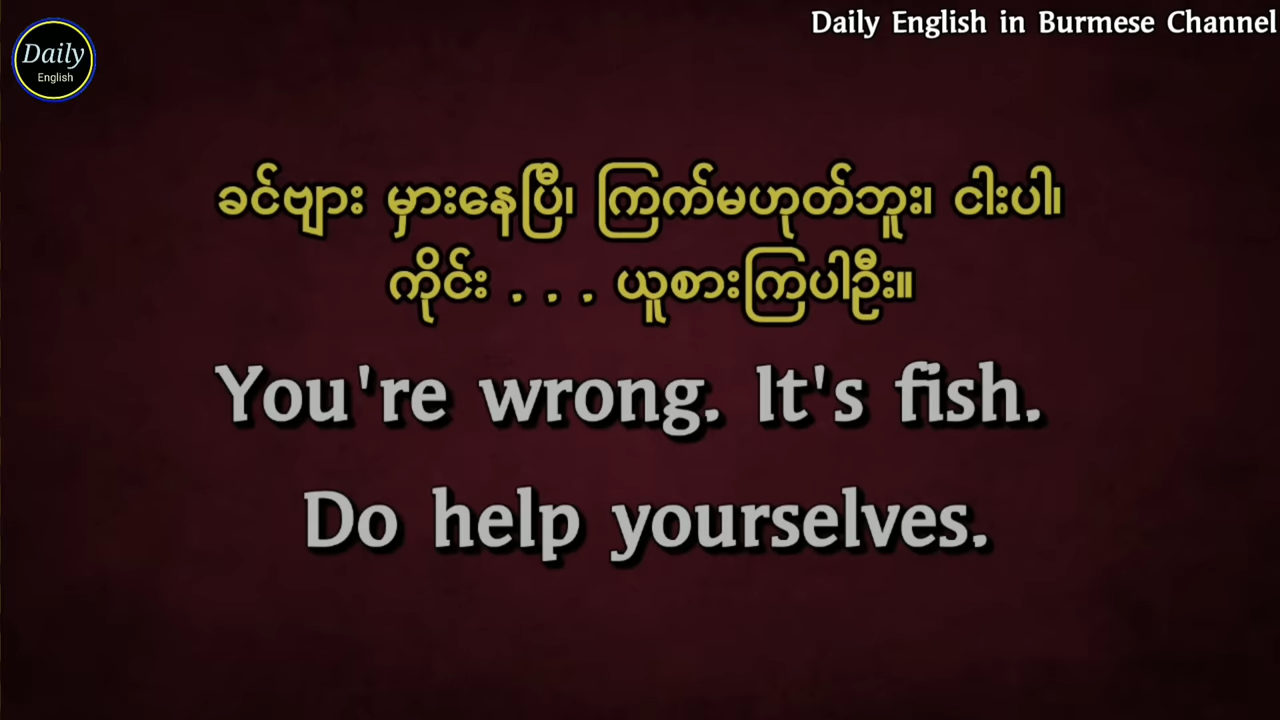 Daily English in Burmese Channel
Daily
English
ခင်ဗျား မှားနေပြီ၊ ကြက်မဟုတ်ဘူး၊ ငါးပါ၊
ကိုင်း . . . ယူစားကြပါဦး။
You're wrong. It's fish.
Do help yourselves.